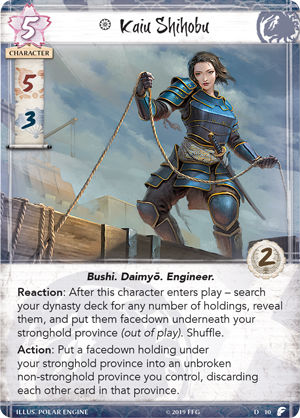 5
Kaiu Shihobu
CHARACTER
5
3
2
Bushi. Daimyō. Engineer.
Reaction: After this character enters play – search
your dynasty deck for any number of holdings, reveal
them, and put them facedown underneath your
stronghold province (out of play). Shuffle.
Action: Put a facedown holding under
your stronghold province into an unbroken
non-stronghold province you control, discarding
each other card in that province.
ILLUS. POLAR ENGINE
© 2019 FFG
D 10